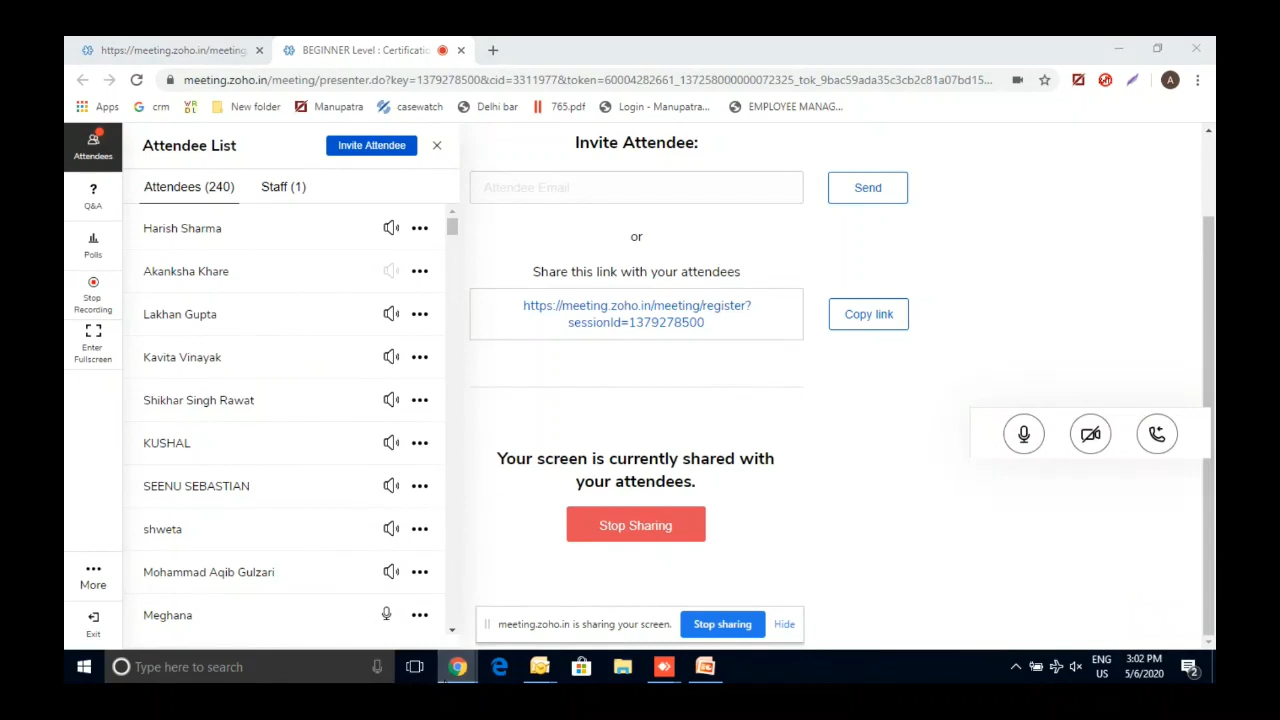 https://meeting.zoho.in/meeting.
BEGINNER Level : Certificatio
meeting.zoho.in/meeting/presenter.do?key=1379278500&cid=3311977&token=60004282661_137258000000072325_tok_9bac59ada35c3cb2c81a07bd15...
A
Apps
crm
New folder
Manupatra
casewatch
Delhi bar
765.pdf
Login - Manupatra...
EMPLOYEE MANAG...
Attendees
Attendee List
Invite Attendee
Invite Attendee:
Attendees (240)
Staff (1)
Attendee Email
Send
?
Q&A
Harish Sharma
or
Polls
Akanksha Khare
Share this link with your attendees
Stop
Recording
Lakhan Gupta
https://meeting.zoho.in/meeting/register?
sessionId=1379278500
Copy link
Enter
Fullscreen
Kavita Vinayak
Shikhar Singh Rawat
KUSHAL
Your screen is currently shared with
your attendees.
SEENU SEBASTIAN
shweta
Stop Sharing
Mohammad Aqib Gulzari
More
Meghana
Exit
meeting.zoho.in is sharing your screen.
Stop sharing
Hide
Type here to search
ENG
US
3:02 PM
5/6/2020
2